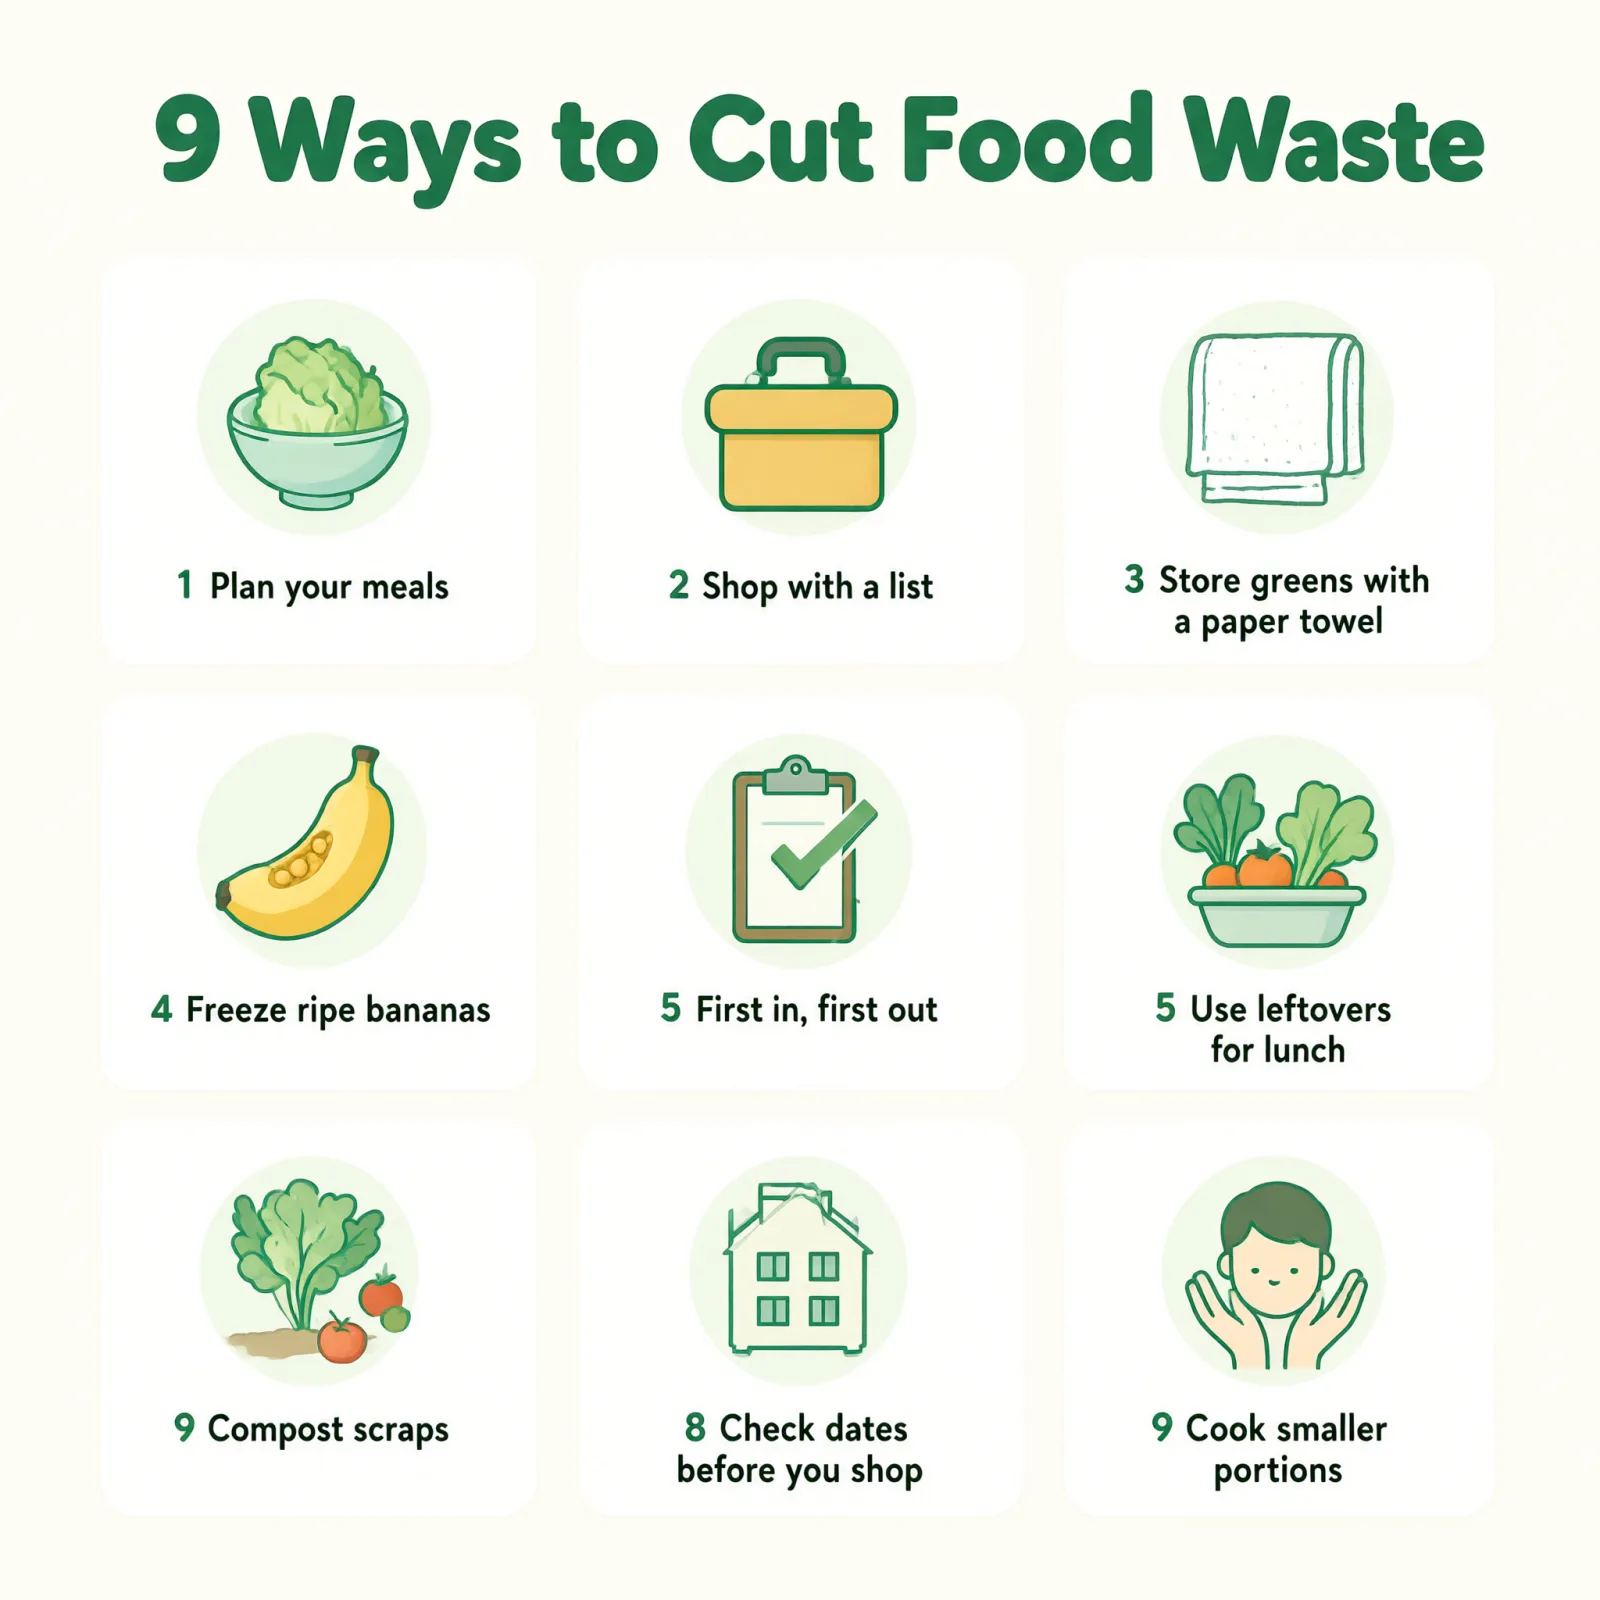 9 Ways to Cut Food Waste
1 Plan your meals
2 Shop with a list
3 Store greens with
a paper towel
4 Freeze ripe bananas
5 First in, first out
5 Use leftovers
for lunch
9 Compost scraps
8 Check dates
before you shop
9 Cook smaller
portions